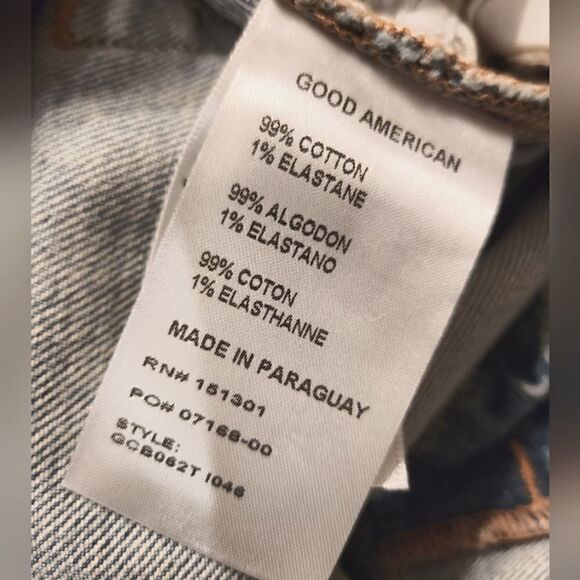 GOOD AMERICAN
99% COTTON
1% ELASTANE
99% ALGODON
1% ELASTANO
99% COTON
1% ELASTHANNE
MADE IN PARAGUAY
RN# 151301
PO# 07168-00
STYLE:
GCB062T I046